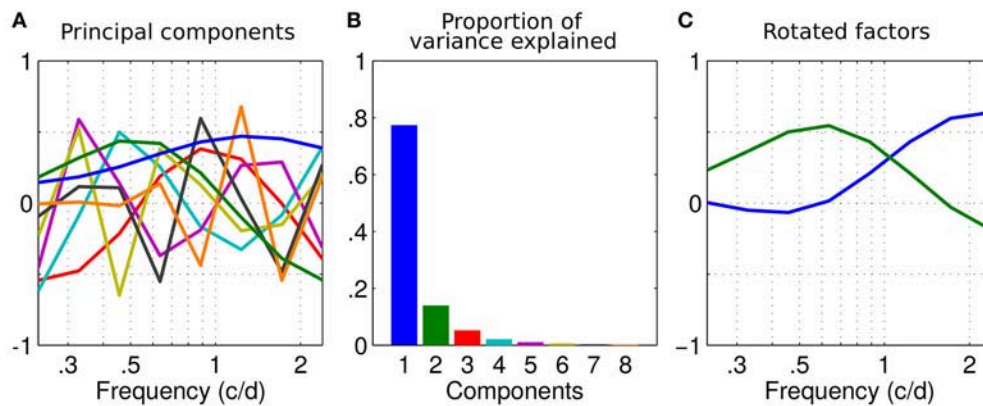 A
Principal components
1
0
-1
.3
.5
1
2
Frequency (c/d)
B
Proportion of
variance explained
1
.8
.6
.4
.2
0
1 2 3 4 5 6 7 8
Components
C
Rotated factors
1
0
−1
.3
.5
1
2
Frequency (c/d)